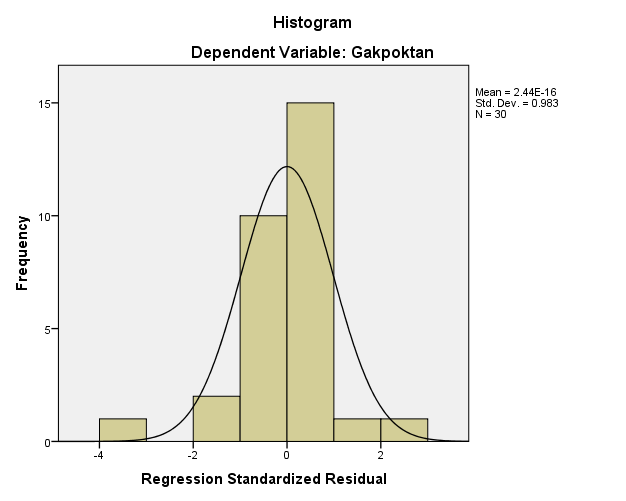 Histogram
Dependent Variable: Gakpoktan
Mean = 2.44E-16
Std. Dev. = 0.983
N = 30
15
10
5
0
Frequency
-4
-2
0
2
Regression Standardized Residual